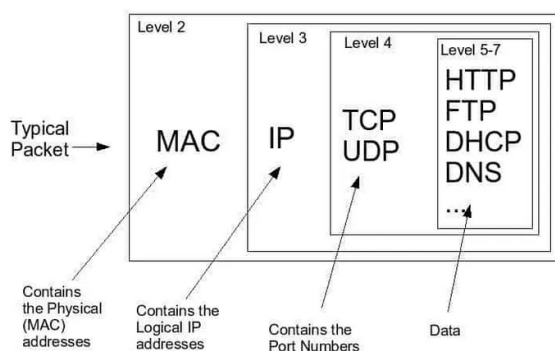 Level 2
Level 3
Level 4
Level 5-7
Typical
Packet
MAC
IP
TCP
UDP
HTTP
FTP
DHCP
DNS
...
Contains
the Physical
(MAC)
addresses
Contains the
Logical IP
addresses
Contains the
Port Numbers
Data